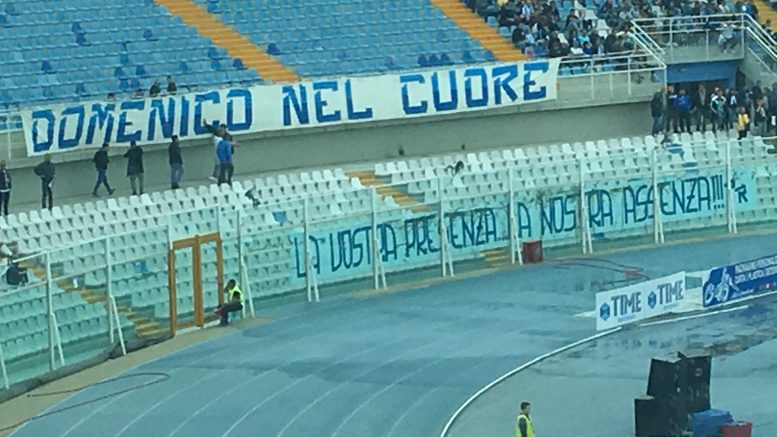 DOMENICO NEL CUORE
LA VOSTRA PRESENZA LA NOSTRA ASSENZA!!!
TIME TIME